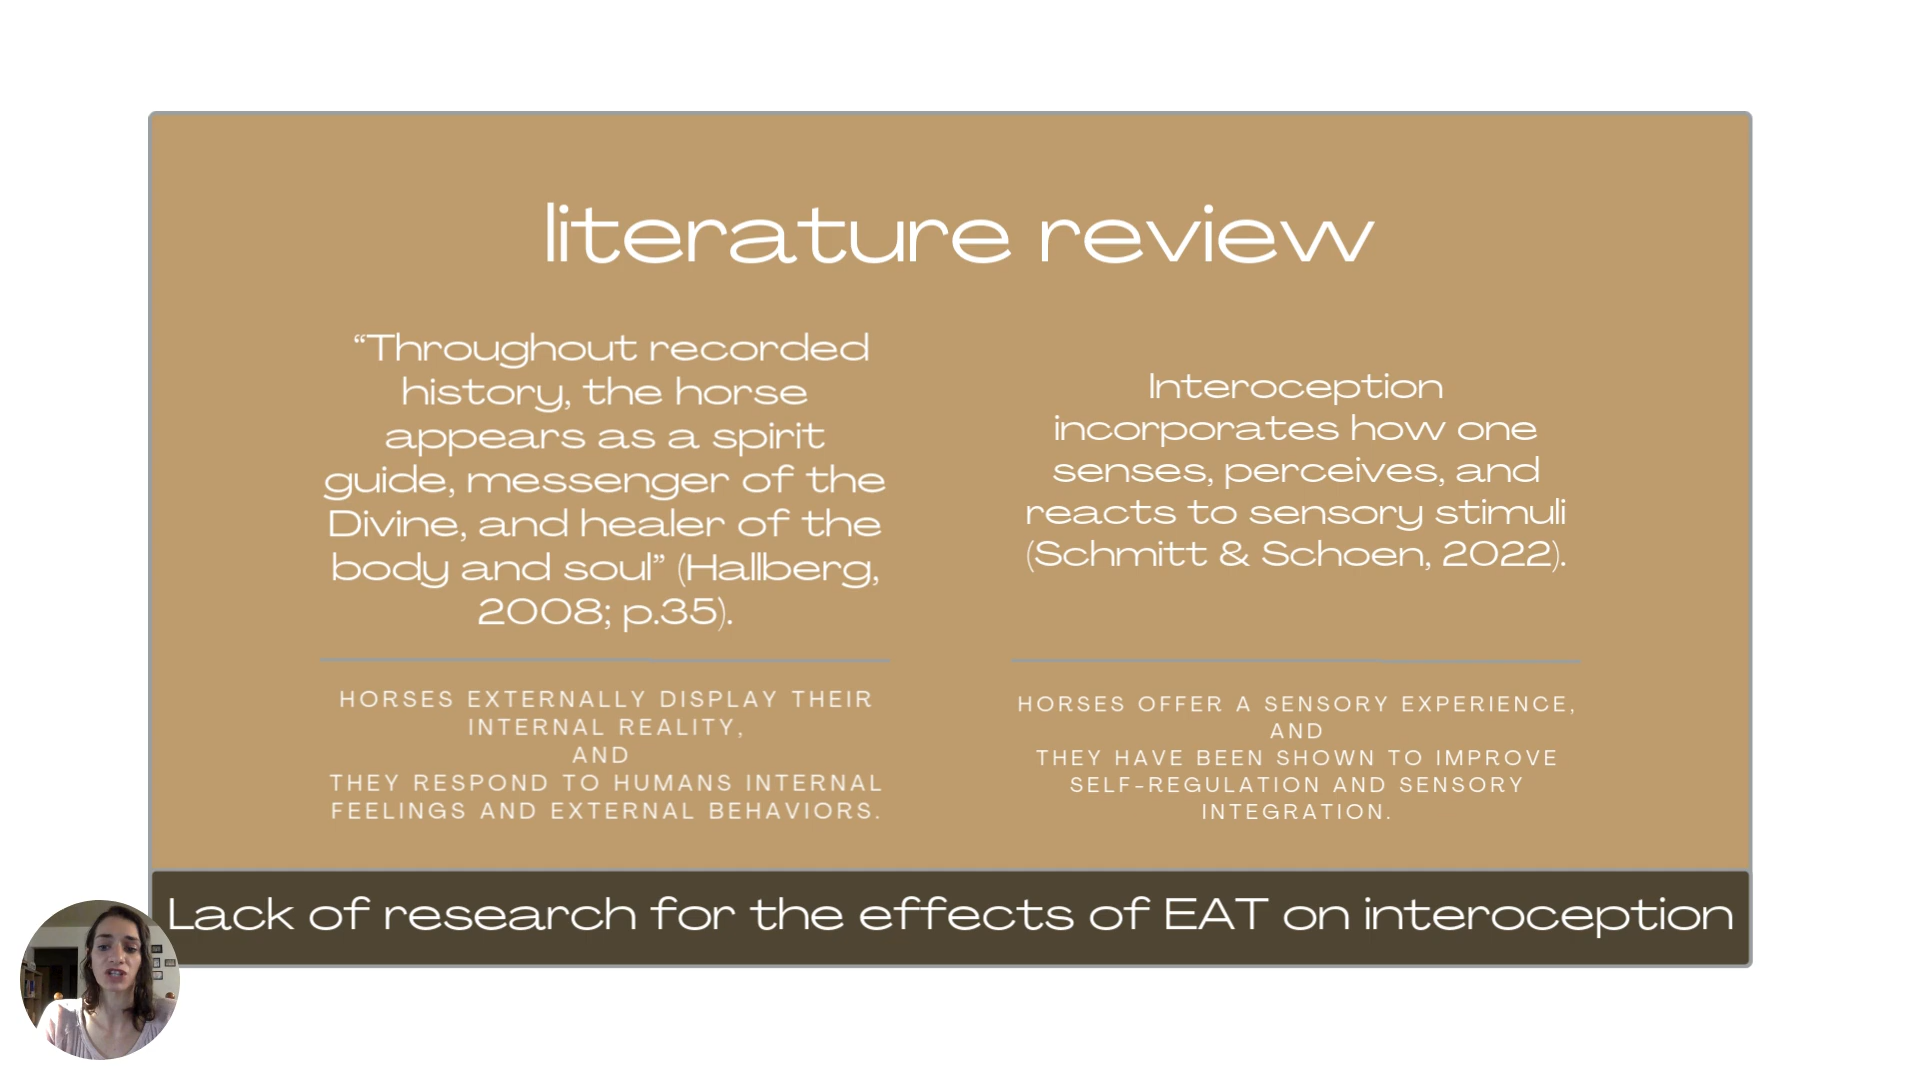 literature review
“Throughout recorded
history, the horse
appears as a spirit
guide, messenger of the
Divine, and healer of the
body and soul” (Hallberg,
2008; p.35).
HORSES EXTERNALLY DISPLAY THEIR
INTERNAL REALITY,
AND
THEY RESPOND TO HUMANS INTERNAL
FEELINGS AND EXTERNAL BEHAVIORS.
Interoception
incorporates how one
senses, perceives, and
reacts to sensory stimuli
(Schmitt & Schoen, 2022).
HORSES OFFER A SENSORY EXPERIENCE,
AND
THEY HAVE BEEN SHOWN TO IMPROVE
SELF-REGULATION AND SENSORY
INTEGRATION.
Lack of research for the effects of EAT on interoception